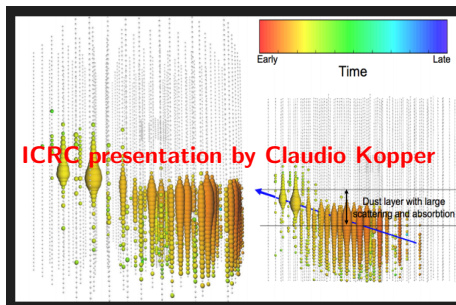 Early
Late
Time
ICRC presentation by Claudio Kopper
Dust layer with large
scattering and absorption